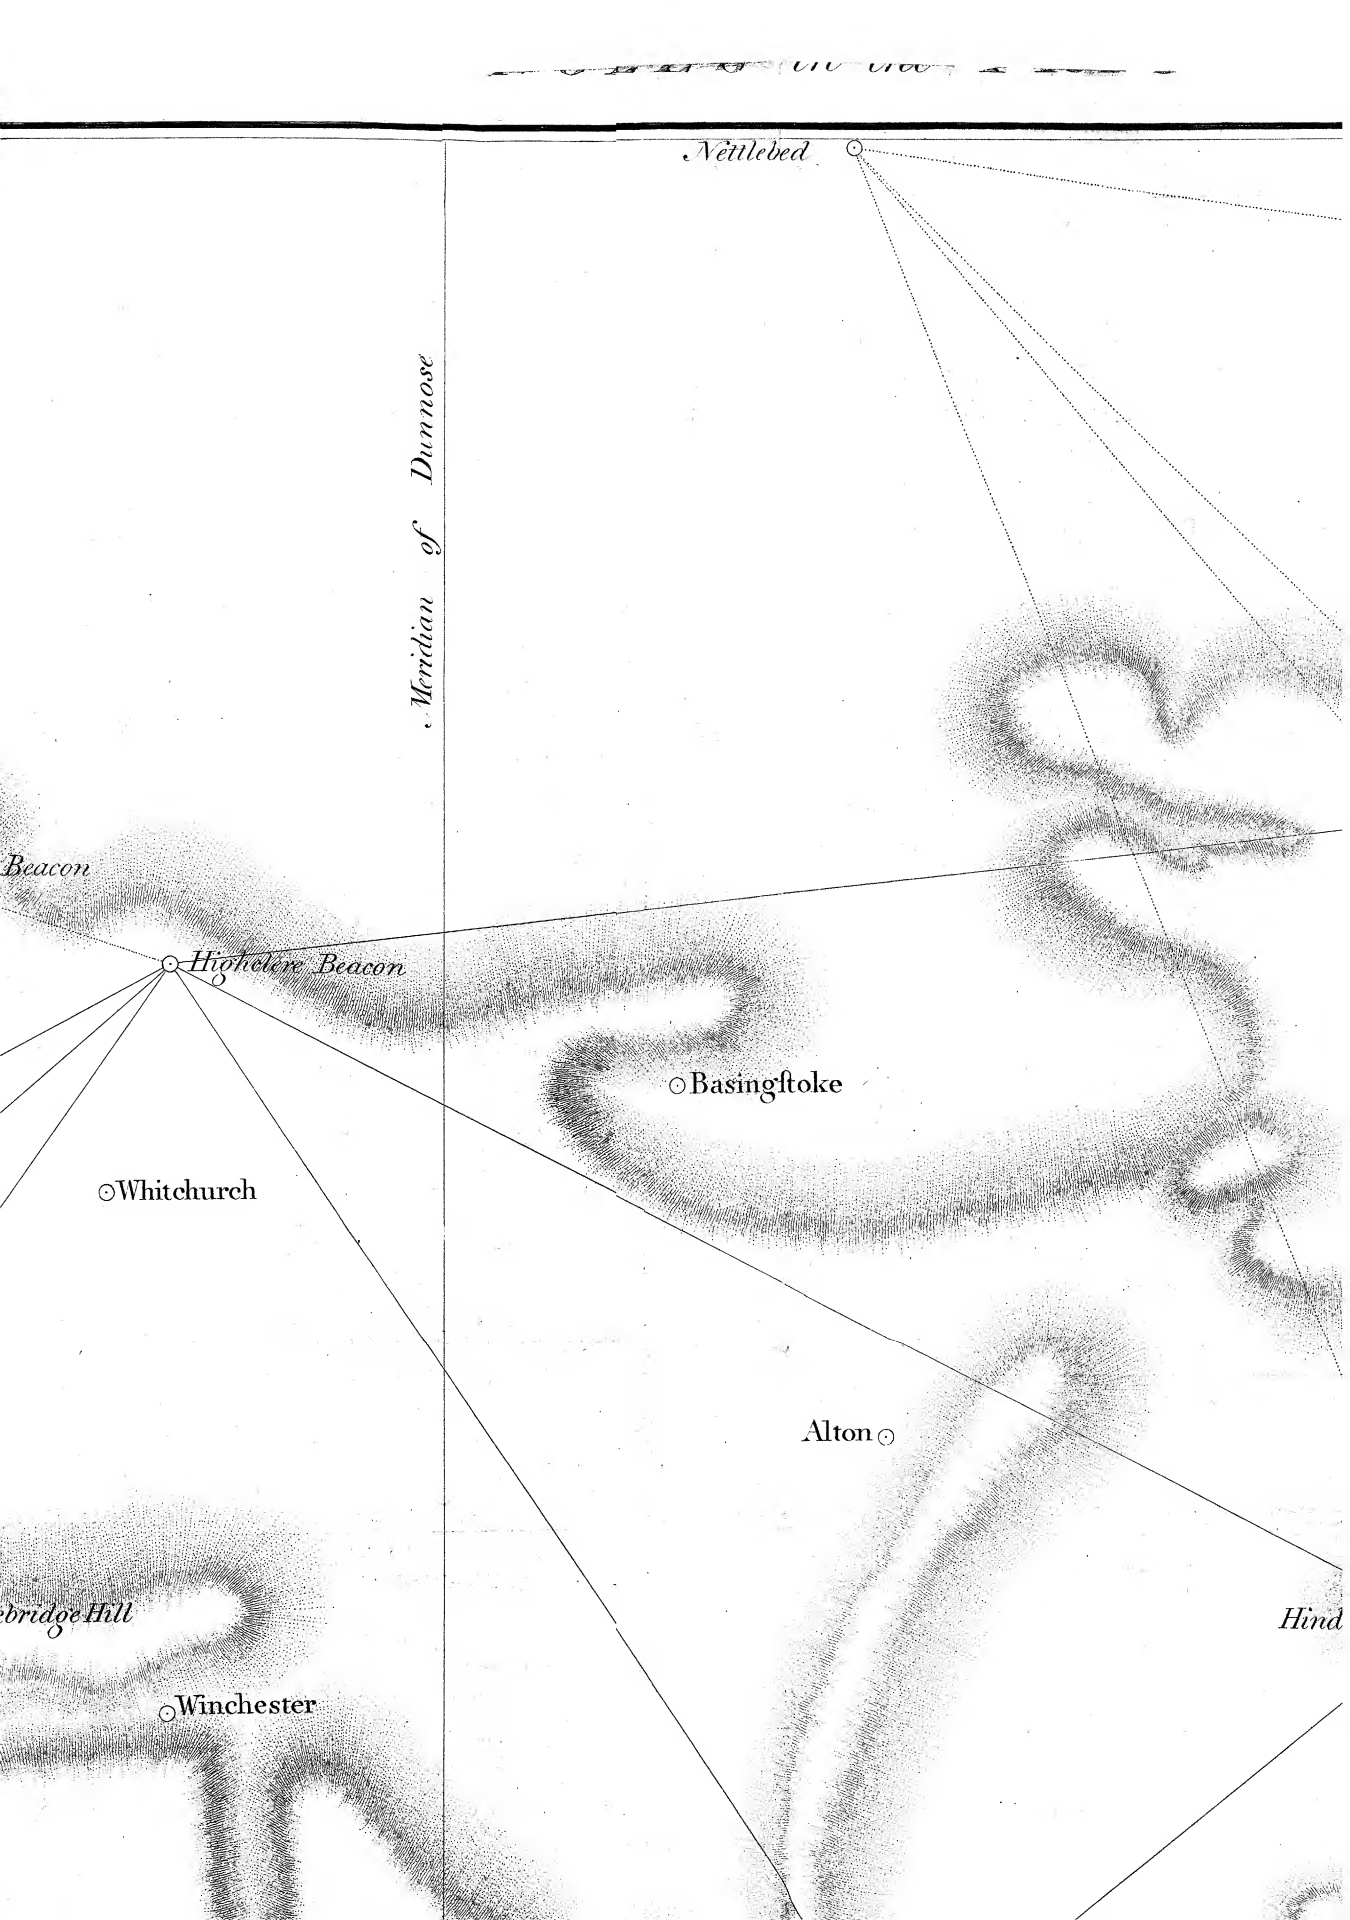 Nettlebed
Meridian of Dunnose
Beacon
Highclere Beacon
Basingſtoke
Whitchurch
Alton
Hind
ebridge Hill
Winchester